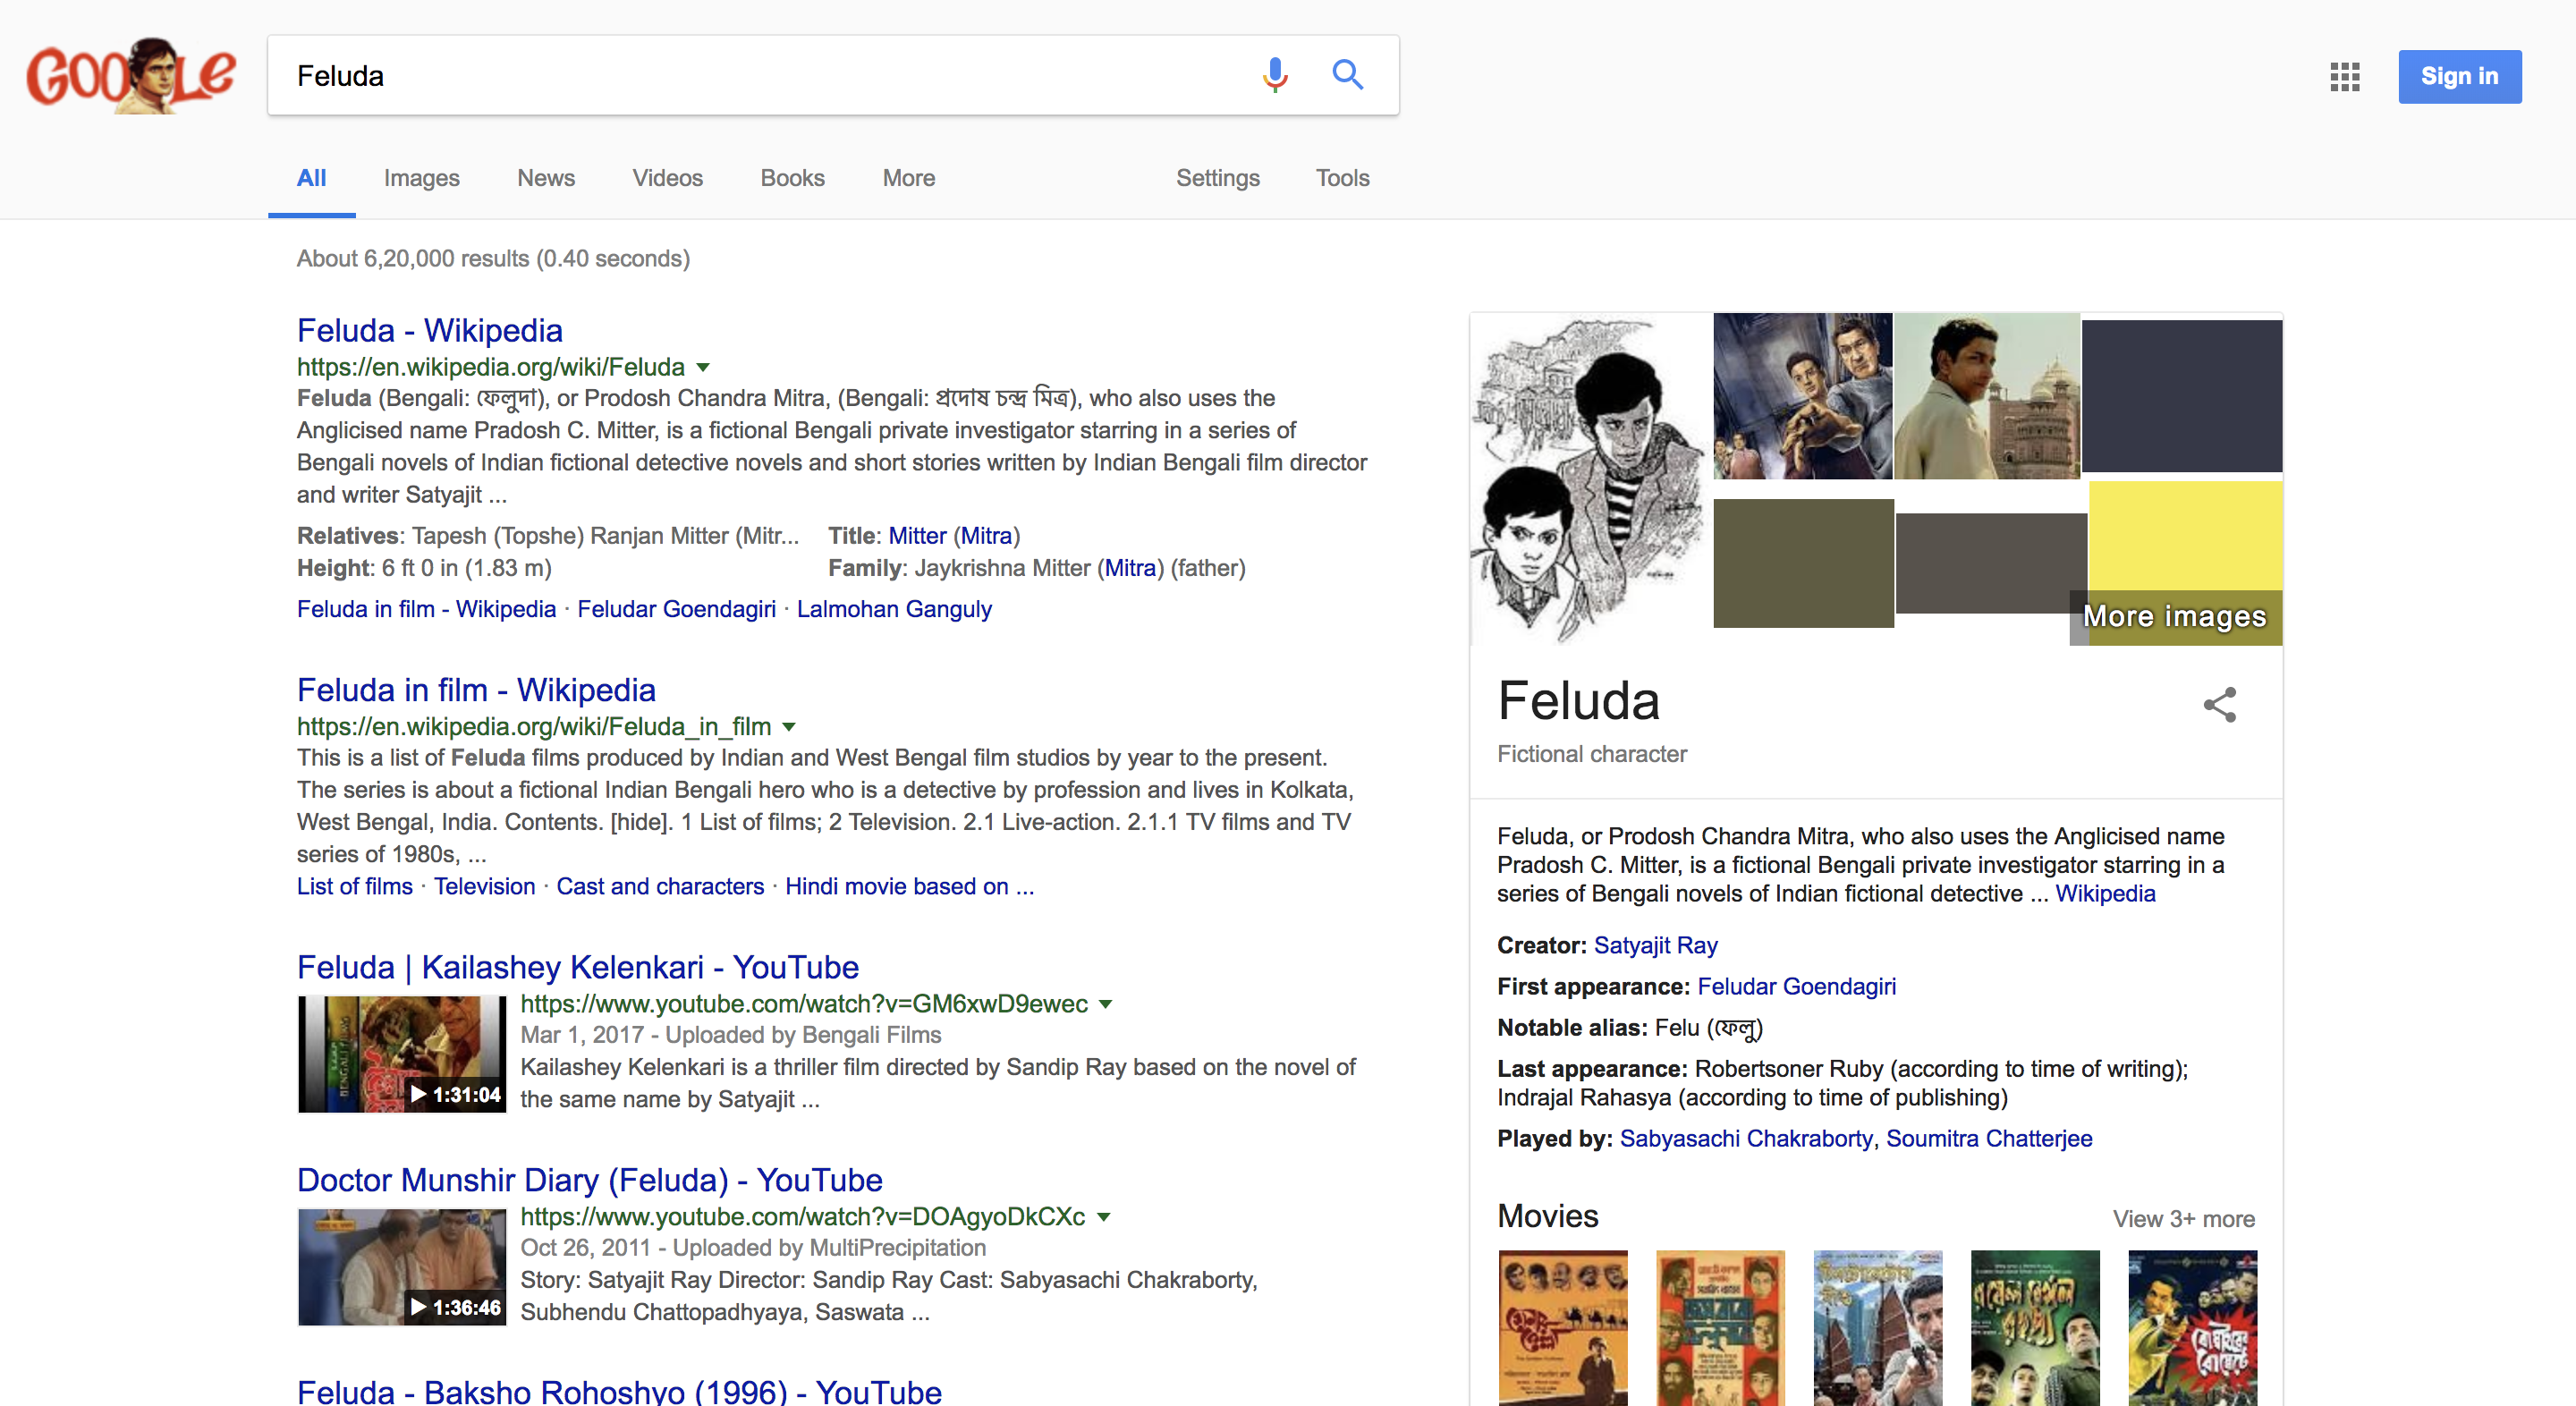 GOOGLE
Feluda
Sign in
All Images News Videos Books More Settings Tools
About 6,20,000 results (0.40 seconds)
Feluda - Wikipedia
https://en.wikipedia.org/wiki/Feluda
Feluda (Bengali: ফেলুদা), or Prodosh Chandra Mitra, (Bengali: প্রদোষ চন্দ্র মিত্র), who also uses the
Anglicised name Pradosh C. Mitter, is a fictional Bengali private investigator starring in a series of
Bengali novels of Indian fictional detective novels and short stories written by Indian Bengali film director
and writer Satyajit ...
Relatives: Tapesh (Topshe) Ranjan Mitter (Mitr... Title: Mitter (Mitra)
Height: 6 ft 0 in (1.83 m) Family: Jaykrishna Mitter (Mitra) (father)
Feluda in film - Wikipedia · Feludar Goendagiri · Lalmohan Ganguly
Feluda in film - Wikipedia
https://en.wikipedia.org/wiki/Feluda_in_film
This is a list of Feluda films produced by Indian and West Bengal film studios by year to the present.
The series is about a fictional Indian Bengali hero who is a detective by profession and lives in Kolkata,
West Bengal, India. Contents. [hide]. 1 List of films; 2 Television. 2.1 Live-action. 2.1.1 TV films and TV
series of 1980s, ...
List of films · Television · Cast and characters · Hindi movie based on ...
Feluda | Kailashey Kelenkari - YouTube
https://www.youtube.com/watch?v=GM6xwD9ewec
Mar 1, 2017 - Uploaded by Bengali Films
Kailashey Kelenkari is a thriller film directed by Sandip Ray based on the novel of
the same name by Satyajit ...
1:31:04
Doctor Munshir Diary (Feluda) - YouTube
https://www.youtube.com/watch?v=DOAgyoDkCXc
Oct 26, 2011 - Uploaded by MultiPrecipitation
Story: Satyajit Ray Director: Sandip Ray Cast: Sabyasachi Chakraborty,
Subhendu Chattopadhyaya, Saswata ...
1:36:46
Feluda - Baksho Rohoshyo (1996) - YouTube
More images
Feluda
Fictional character
Feluda, or Prodosh Chandra Mitra, who also uses the Anglicised name
Pradosh C. Mitter, is a fictional Bengali private investigator starring in a
series of Bengali novels of Indian fictional detective ... Wikipedia
Creator: Satyajit Ray
First appearance: Feludar Goendagiri
Notable alias: Felu (ফেলু)
Last appearance: Robertsoner Ruby (according to time of writing);
Indrajal Rahasya (according to time of publishing)
Played by: Sabyasachi Chakraborty, Soumitra Chatterjee
Movies View 3+ more